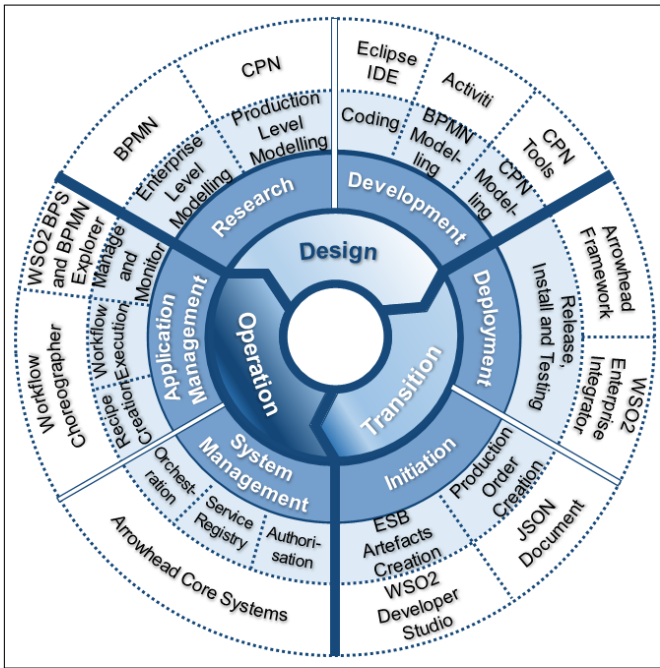 CPN
Eclipse
IDE
Activiti
CPN
Tools
BPMN
Enterprise
Level
Modelling
Production
Level
Modelling
Coding
BPMN
Model-
ling
CPN
Model-
ling
Research
Development
WSO2 BPS
and BPMN
Explorer
Manage
and
Monitor
Design
Arrowhead
Framework
Release,
Install and Testing
Deployment
Application
Management
Operation
Transition
Workflow
Choreographer
Workflow
Execution
Recipe
Creation
WSO2
Enterprise
Integrator
System
Management
Initiation
Orchest-
ration
Service
Registry
Authori-
sation
ESB
Artefacts
Creation
Production
Order
Creation
JSON
Document
Arrowhead Core Systems
WSO2
Developer
Studio